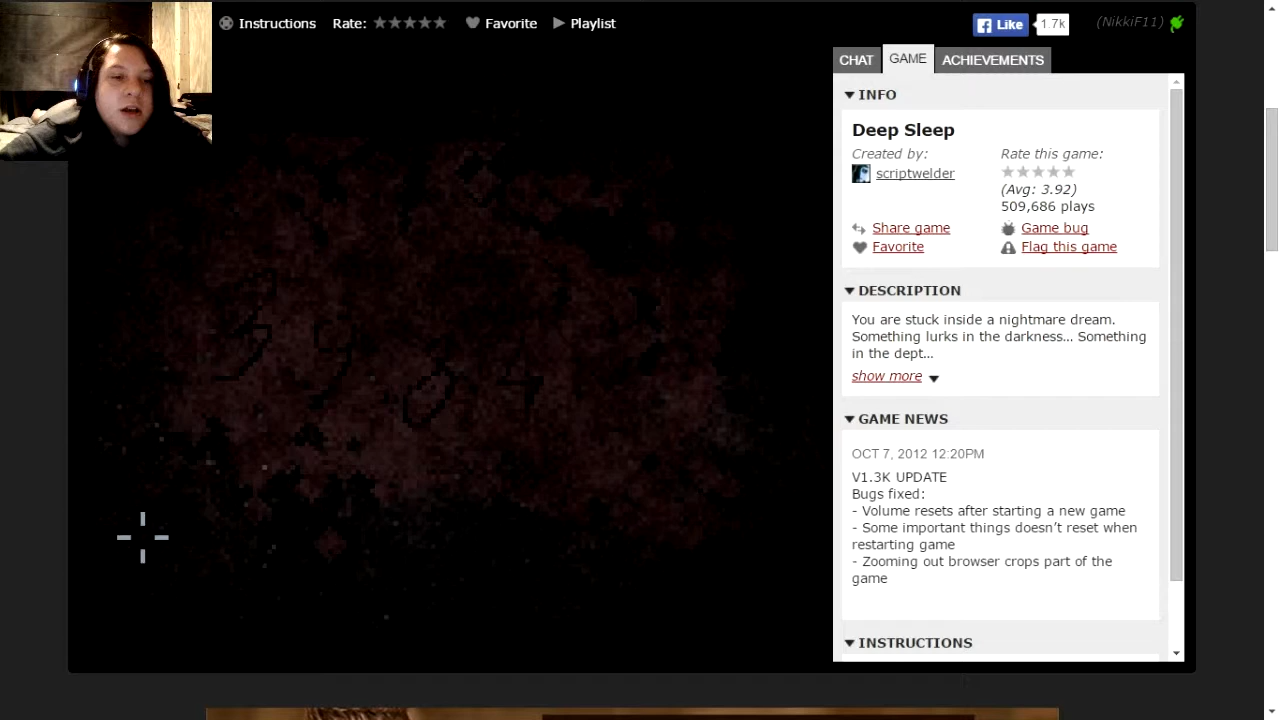 Instructions Rate: Favorite Playlist Like 1.7k (NikkiF11)
CHAT GAME ACHIEVEMENTS
INFO
Deep Sleep
Created by: Rate this game:
scriptwelder
(Avg: 3.92)
509,686 plays
Share game Game bug
Favorite Flag this game
DESCRIPTION
You are stuck inside a nightmare dream.
Something lurks in the darkness... Something
in the dept...
show more
GAME NEWS
OCT 7, 2012 12:20PM
V1.3K UPDATE
Bugs fixed:
- Volume resets after starting a new game
- Some important things doesn't reset when
restarting game
- Zooming out browser crops part of the
game
INSTRUCTIONS